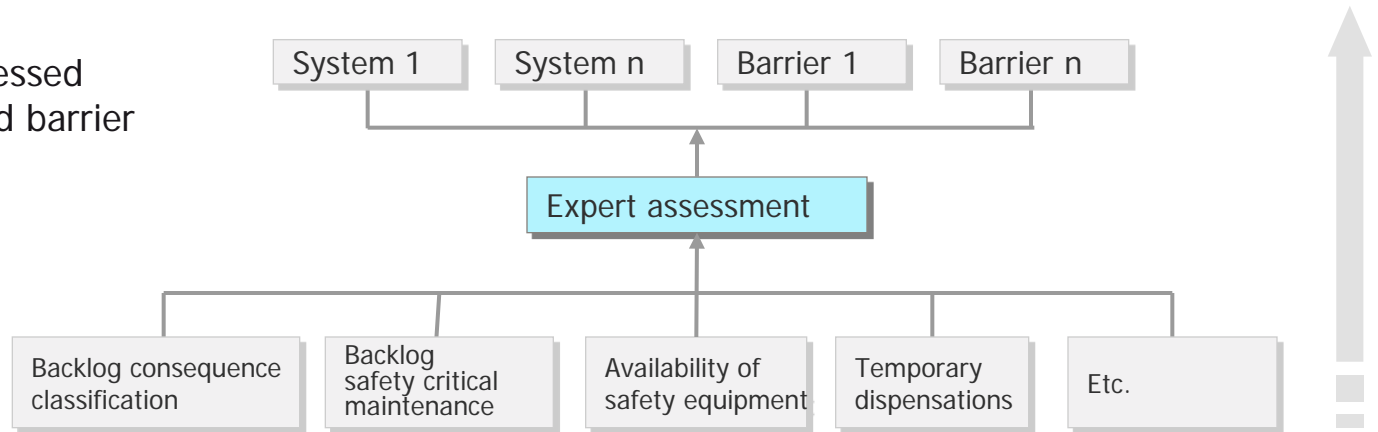 essed
d barrier
System 1
System n
Barrier 1
Barrier n
Expert assessment
Backlog consequence
classification
Backlog
safety critical
maintenance
Availability of
safety equipment
Temporary
dispensations
Etc.